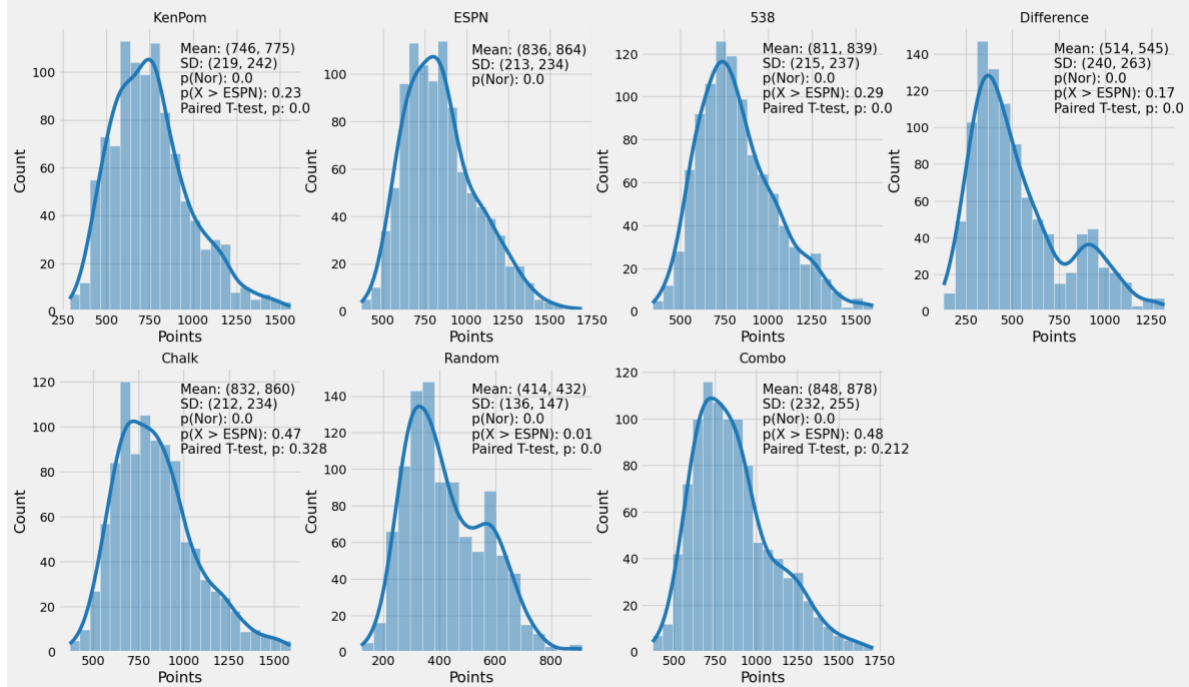 KenPom
Mean: (746, 775)
SD: (219, 242)
p(Nor): 0.0
p(X > ESPN): 0.23
Paired T-test, p: 0.0
Count
100
80
60
40
20
0
250
500
750
1000
1250
1500
Points
ESPN
Mean: (836, 864)
SD: (213, 234)
p(Nor): 0.0
Count
100
80
60
40
20
0
500
750
1000
1250
1500
1750
Points
538
Mean: (811, 839)
SD: (215, 237)
p(Nor): 0.0
p(X > ESPN): 0.29
Paired T-test, p: 0.0
Count
120
100
80
60
40
20
0
500
750
1000
1250
1500
Points
Difference
Mean: (514, 545)
SD: (240, 263)
p(Nor): 0.0
p(X > ESPN): 0.17
Paired T-test, p: 0.0
Count
140
120
100
80
60
40
20
0
250
500
750
1000
1250
Points
Chalk
Mean: (832, 860)
SD: (212, 234)
p(Nor): 0.0
p(X > ESPN): 0.47
Paired T-test, p: 0.328
Count
120
100
80
60
40
20
0
500
750
1000
1250
1500
Points
Random
Mean: (414, 432)
SD: (136, 147)
p(Nor): 0.0
p(X > ESPN): 0.01
Paired T-test, p: 0.0
Count
140
120
100
80
60
40
20
0
200
400
600
800
Points
Combo
Mean: (848, 878)
SD: (232, 255)
p(Nor): 0.0
p(X > ESPN): 0.48
Paired T-test, p: 0.212
Count
120
100
80
60
40
20
0
500
750
1000
1250
1500
1750
Points